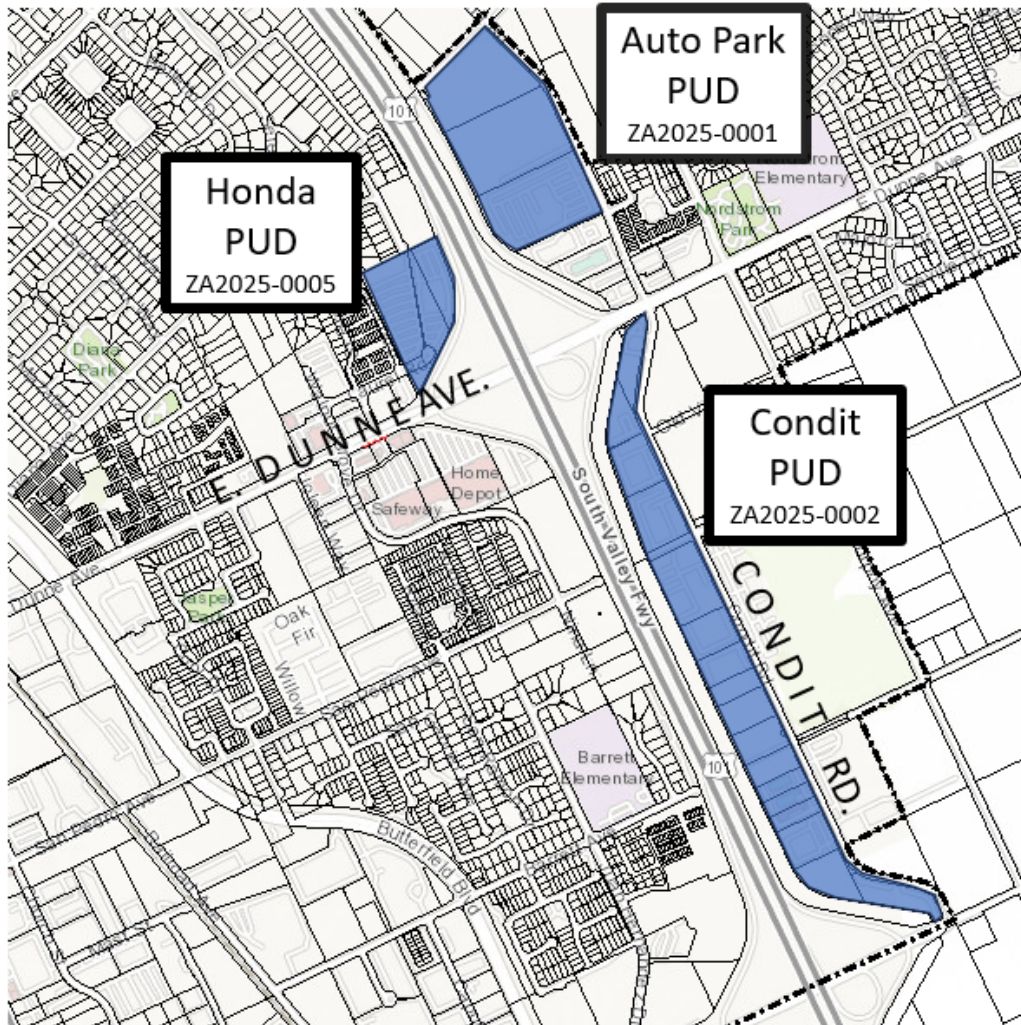 Auto Park
PUD
ZA2025-0001
101
Honda
PUD
ZA2025-0005
Elementary
Nordstrom
Park
Dunne Ave
Diana
Park
E. DUNNE AVE.
Condit
PUD
ZA2025-0002
Home
Depot
Safeway
South Valley Fwy
Dunne Ave
Oak
Fir
Willow
CONDIT RD.
Barrett
Elementary
101
Butterfield Blvd